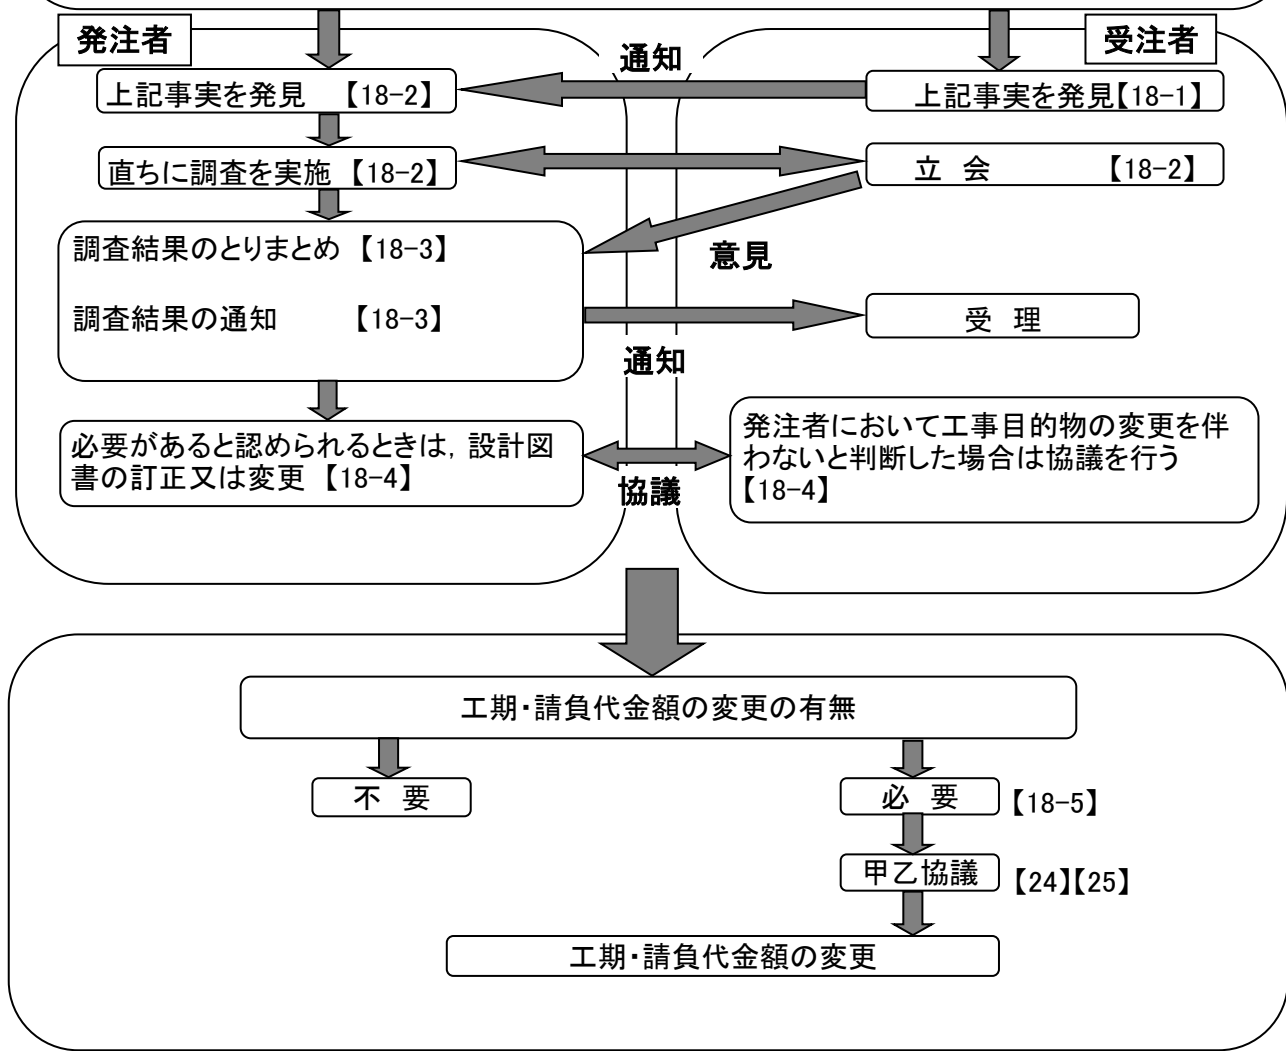 発注者
受注者
通知
上記事実を発見 【18-2】
上記事実を発見【18-1】
直ちに調査を実施 【18-2】
立 会 【18-2】
調査結果のとりまとめ 【18-3】
意見
調査結果の通知 【18-3】
受 理
通知
必要があると認められるときは，設計図
書の訂正又は変更 【18-4】
発注者において工事目的物の変更を伴
わないと判断した場合は協議を行う
【18-4】
協議
工期・請負代金額の変更の有無
不 要
必 要 【18-5】
甲乙協議 【24】【25】
工期・請負代金額の変更